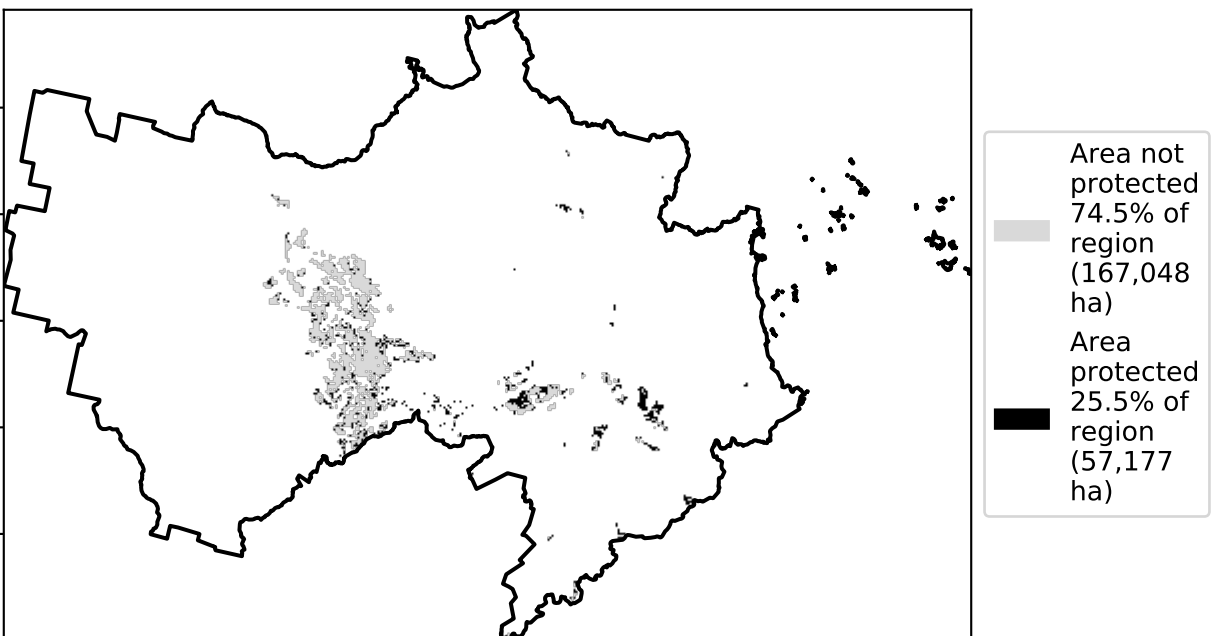 Area not
protected
74.5% of
region
(167,048
ha)
Area
protected
25.5% of
region
(57,177
ha)